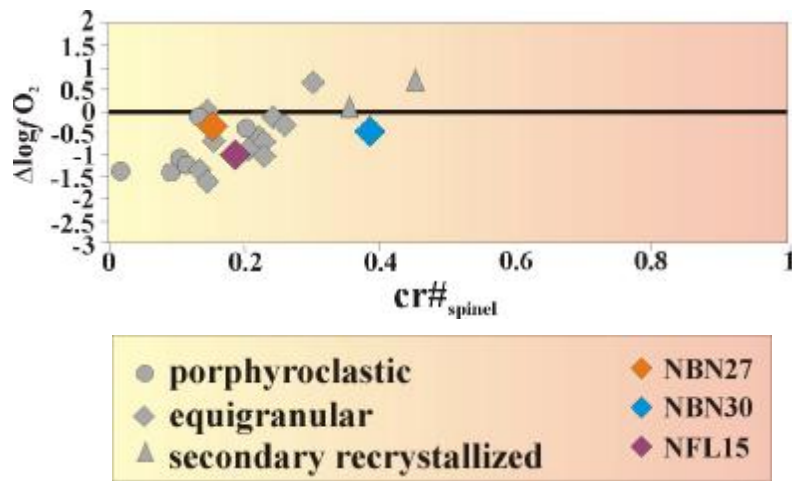 2
1.5
1
0.5
0
-0.5
-1
-1.5
-2
-2.5
-3
ΔlogfO₂
0 0.2 0.4 0.6 0.8 1
cr#spinel
porphyroclastic
equigranular
secondary recrystallized
NBN27
NBN30
NFL15